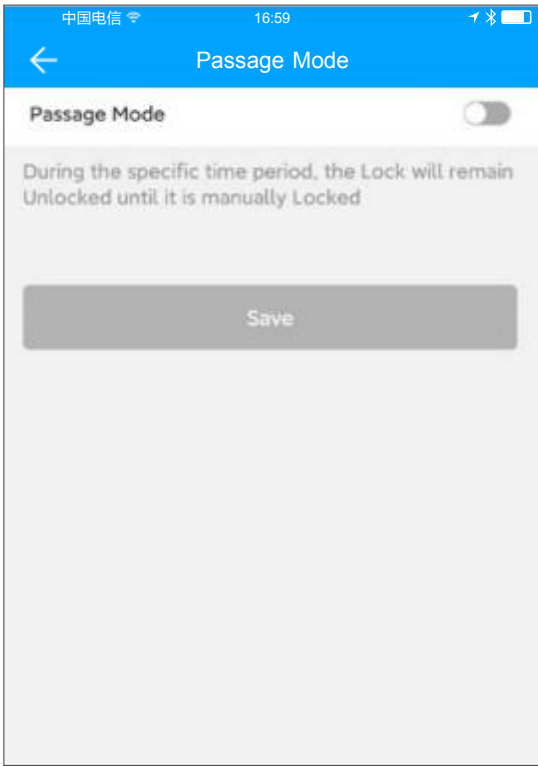 中国电信 16:59
Passage Mode
Passage Mode
During the specific time period, the Lock will remain
Unlocked until it is manually Locked
Save